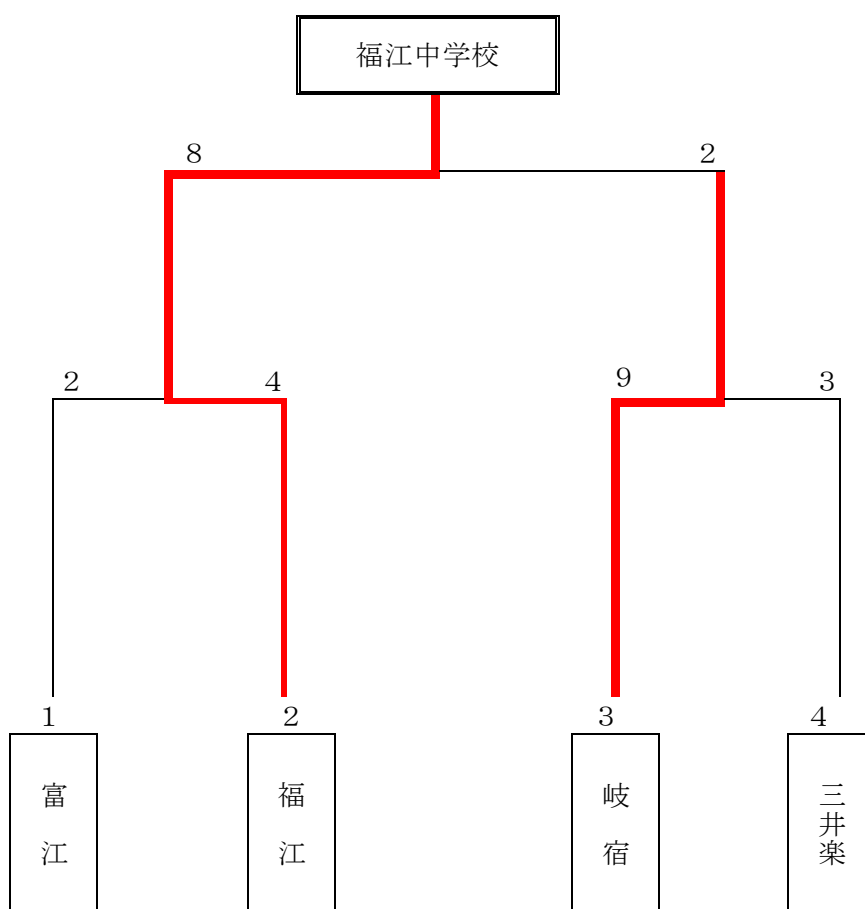 福江中学校
８ ２
２ ４ ９ ３
１ ２ ３ ４
富江 福江 岐宿 三井楽